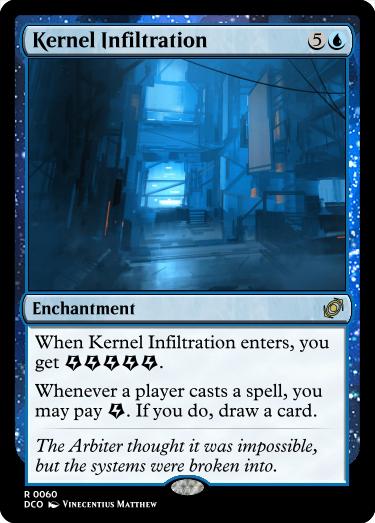 Kernel Infiltration 5
Enchantment
When Kernel Infiltration enters, you
get .
Whenever a player casts a spell, you
may pay . If you do, draw a card.
The Arbiter thought it was impossible,
but the systems were broken into.
R 0060
DCO Vinecentius Matthew